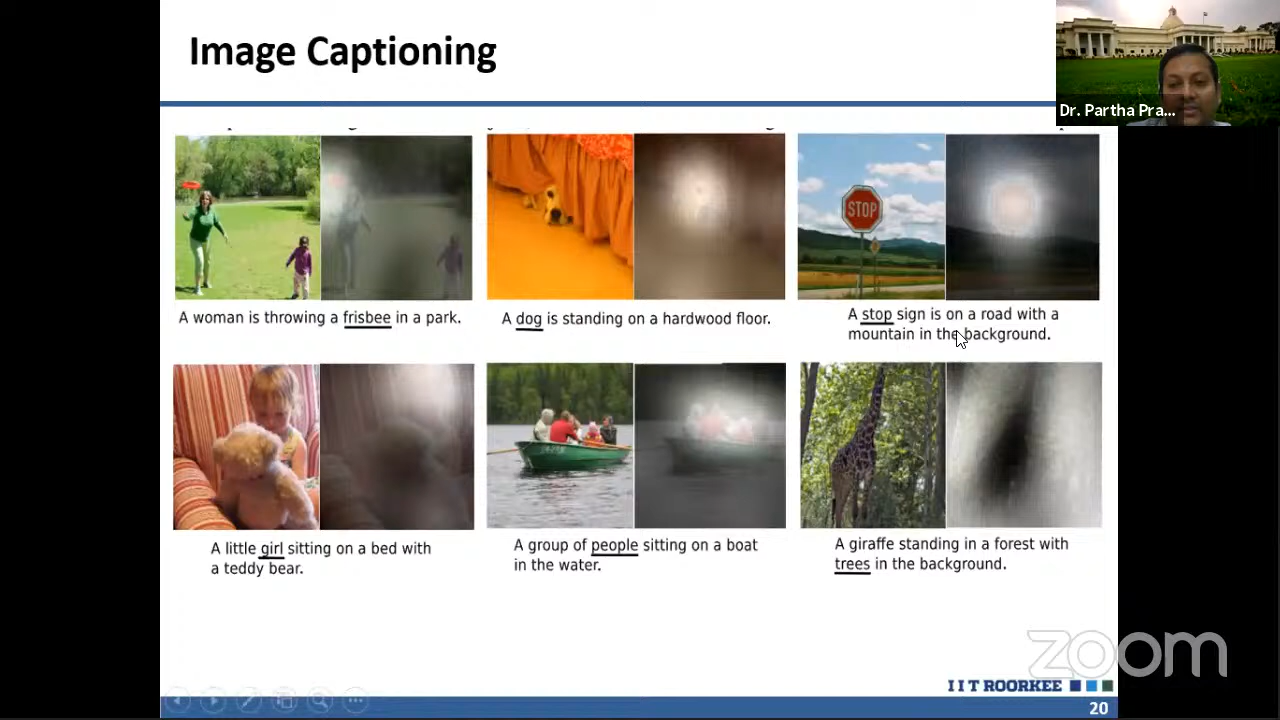 Image Captioning
Dr. Partha Pra...
STOP
A woman is throwing a frisbee in a park.
A dog is standing on a hardwood floor.
A stop sign is on a road with a
mountain in the background.
A little girl sitting on a bed with
a teddy bear.
A group of people sitting on a boat
in the water.
A giraffe standing in a forest with
trees in the background.
zoom
I I T ROORKEE
20